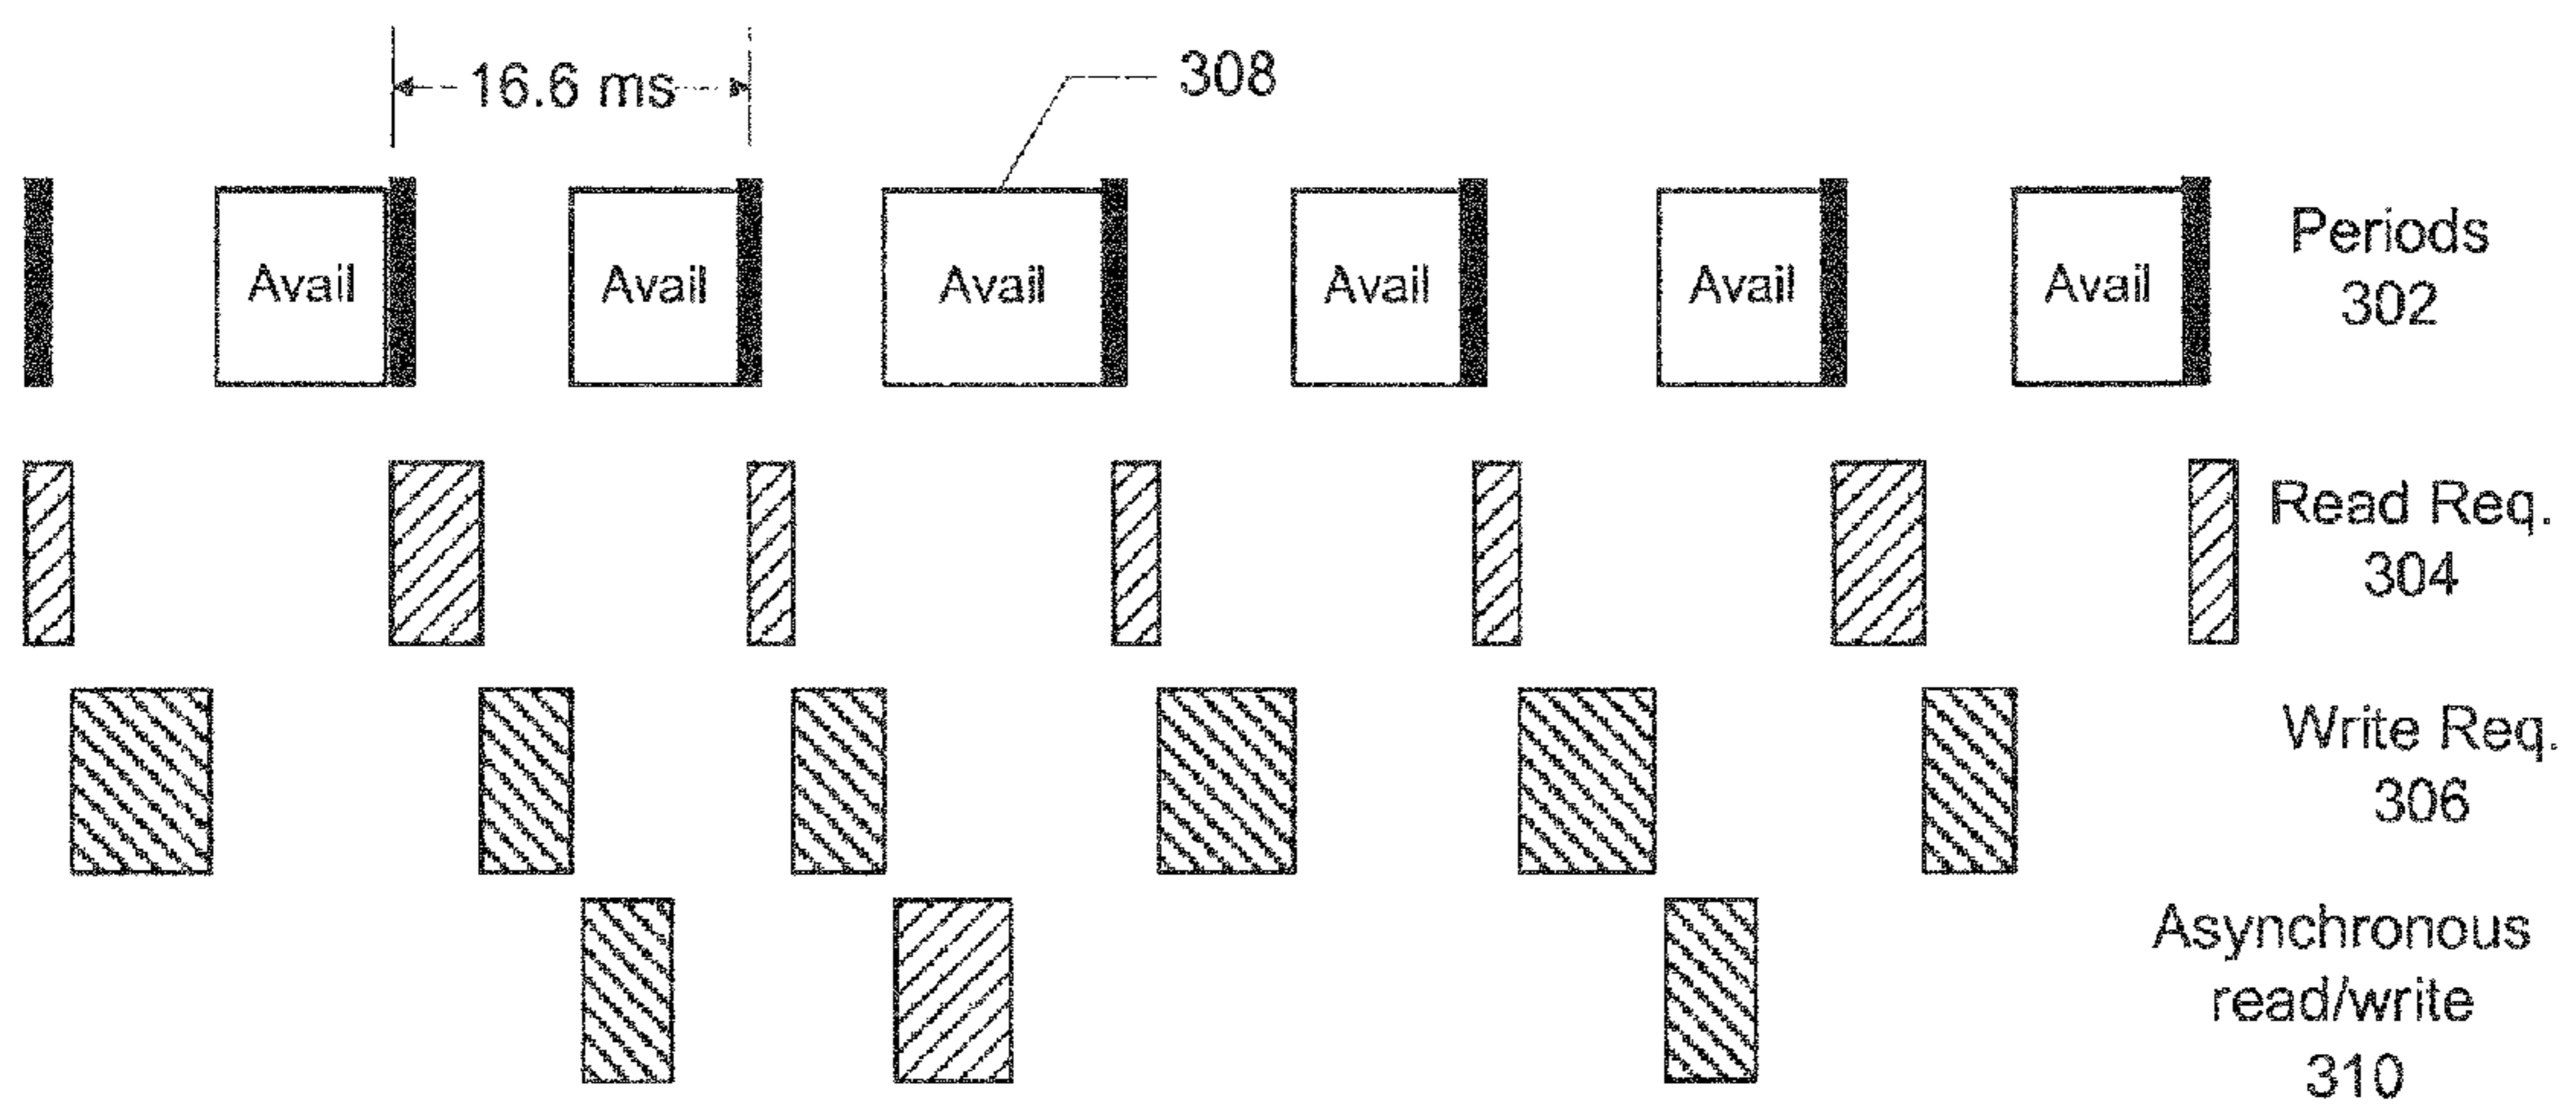 16.6 ms
308
Avail
Avail
Avail
Avail
Avail
Avail
Periods
302
Read Req.
304
Write Req.
306
Asynchronous
read/write
310